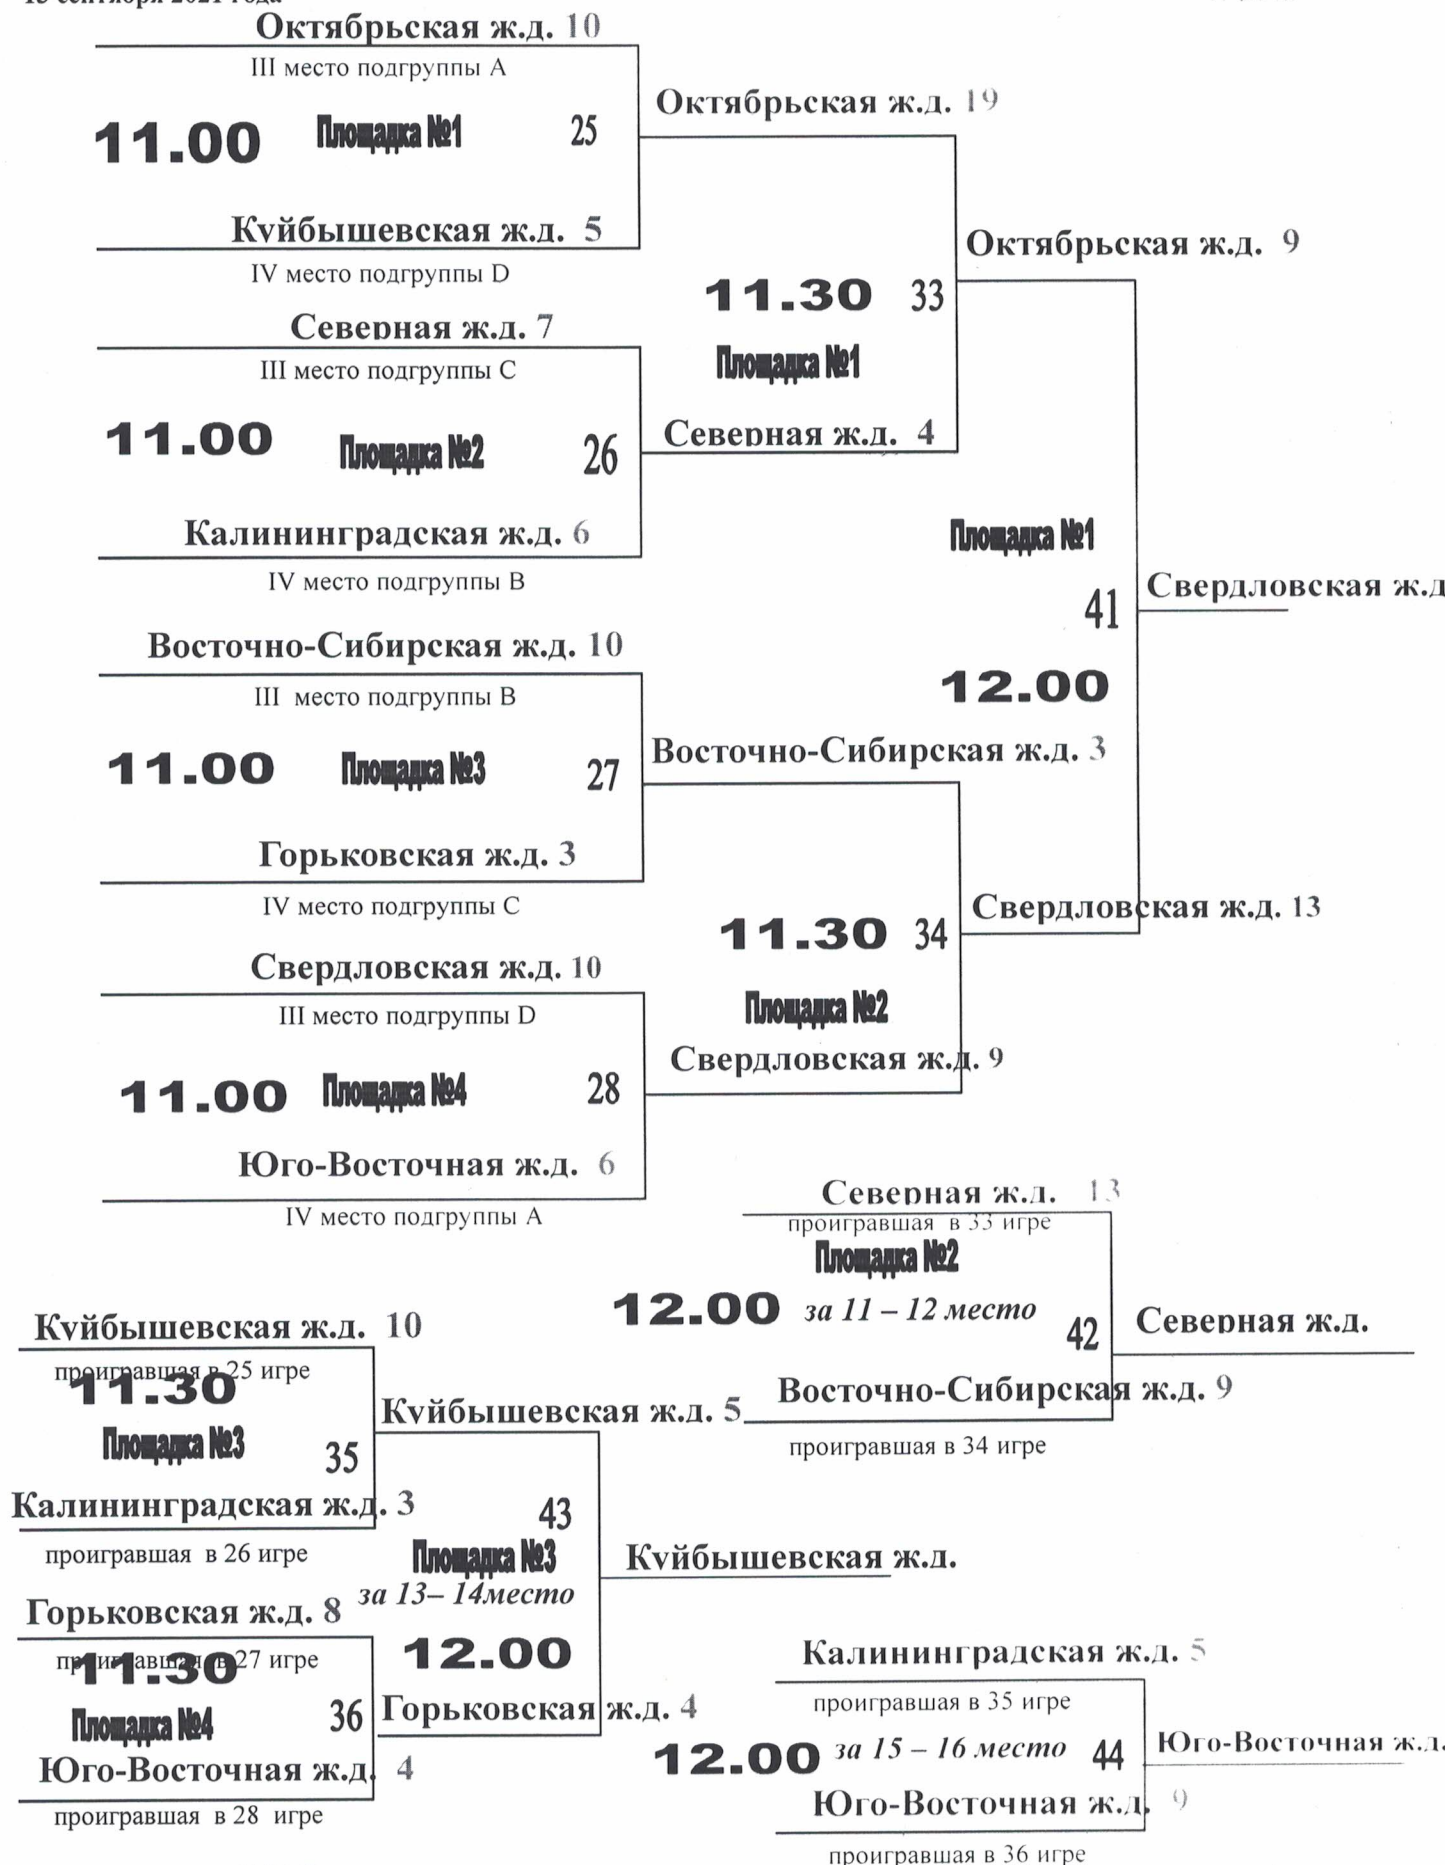 Октябрьская ж.д. 10
III место подгруппы А
11.00 Площадка №1 25
Куйбышевская ж.д. 5
IV место подгруппы D
Октябрьская ж.д. 19
Северная ж.д. 7
III место подгруппы С
11.00 Площадка №2 26
Калининградская ж.д. 6
IV место подгруппы В
11.30 33
Площадка №1
Северная ж.д. 4
Октябрьская ж.д. 9
Восточно-Сибирская ж.д. 10
III место подгруппы В
11.00 Площадка №3 27
Горьковская ж.д. 3
IV место подгруппы С
Восточно-Сибирская ж.д. 3
Площадка №1
41
12.00
Свердловская ж.д
Свердловская ж.д. 10
III место подгруппы D
11.00 Площадка №4 28
Юго-Восточная ж.д. 6
IV место подгруппы А
11.30 34
Площадка №2
Свердловская ж.д. 9
Свердловская ж.д. 13
Северная ж.д. 13
проигравшая в 33 игре
Площадка №2
12.00 за 11 – 12 место 42
Восточно-Сибирская ж.д. 9
проигравшая в 34 игре
Северная ж.д.
Куйбышевская ж.д. 10
проигравшая в 25 игре
11.30
Площадка №3 35
Калининградская ж.д. 3
проигравшая в 26 игре
Куйбышевская ж.д. 5
43
Площадка №3
за 13– 14место
12.00
Горьковская ж.д. 4
Куйбышевская ж.д.
Горьковская ж.д. 8
проигравшая в 27 игре
11.30
Площадка №4 36
Юго-Восточная ж.д. 4
проигравшая в 28 игре
Калининградская ж.д. 5
проигравшая в 35 игре
12.00 за 15 – 16 место 44
Юго-Восточная ж.д. 9
проигравшая в 36 игре
Юго-Восточная ж.д.